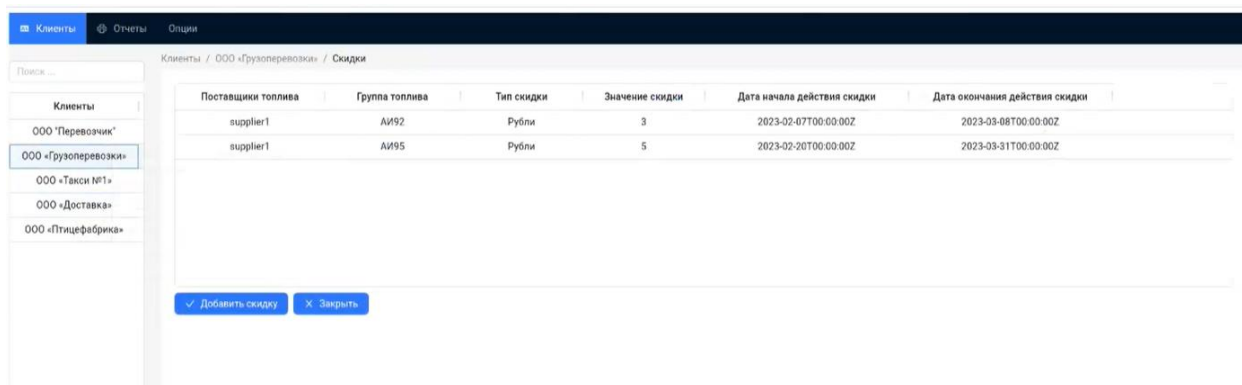 Клиенты Отчеты Опции
Поиск ...
Клиенты / ООО «Грузоперевозки» / Скидки
Клиенты
ООО "Перевозчик"
ООО «Грузоперевозки»
ООО «Такси №1»
ООО «Доставка»
ООО «Птицефабрика»
Поставщики топлива Группа топлива Тип скидки Значение скидки Дата начала действия скидки Дата окончания действия скидки
supplier1 АИ92 Рубли 3 2023-02-07T00:00:00Z 2023-03-08T00:00:00Z
supplier1 АИ95 Рубли 5 2023-02-20T00:00:00Z 2023-03-31T00:00:00Z
Добавить скидку Закрыть